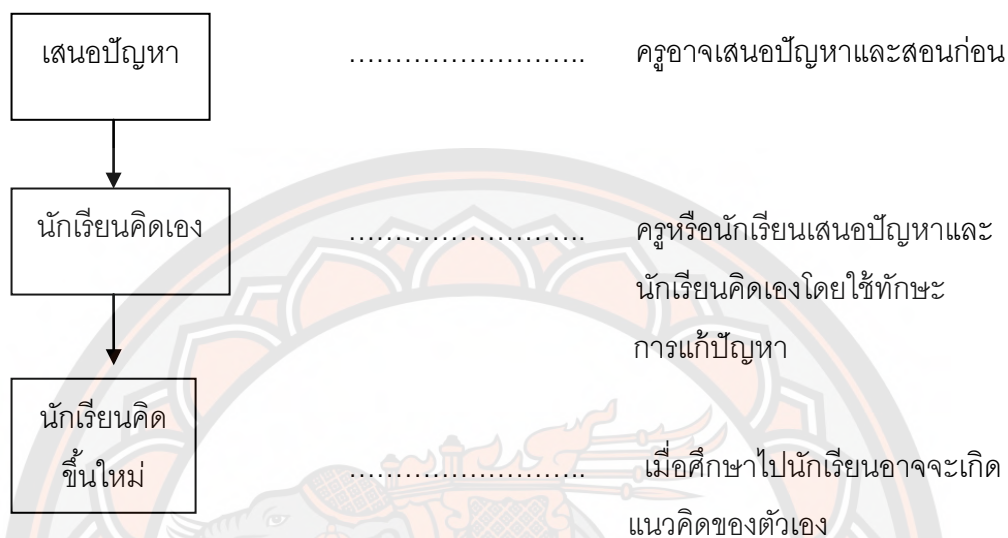 เสนอปัญหา …………………….. ครูอาจเสนอปัญหาและสอนก่อน
นักเรียนคิดเอง …………………….. ครูหรือนักเรียนเสนอปัญหาและ
นักเรียนคิดเองโดยใช้ทักษะ
การแก้ปัญหา
นักเรียนคิด
ขึ้นใหม่ …………………….. เมื่อศึกษาไปนักเรียนอาจจะเกิด
แนวคิดของตัวเอง